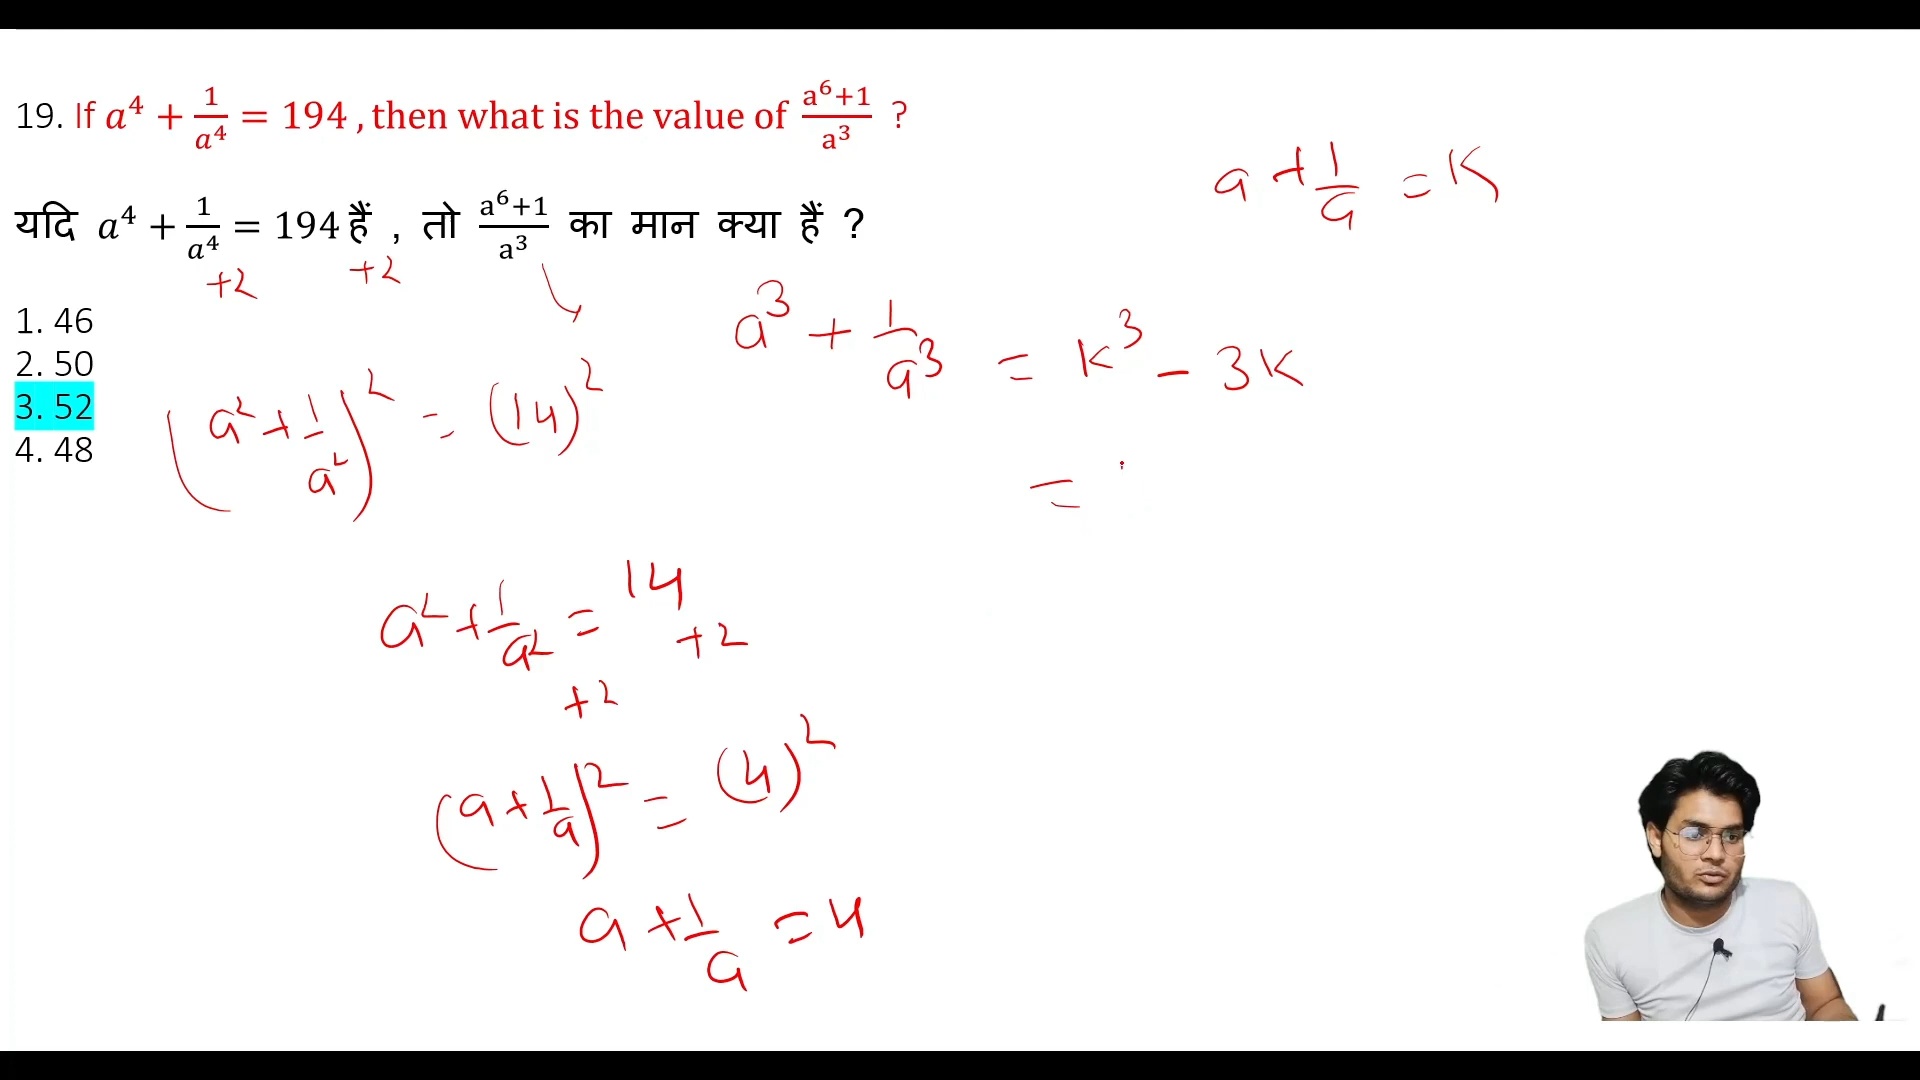 19. If a⁴ + 1/a⁴ = 194 , then what is the value of (a⁶+1)/a³ ?
यदि a⁴ + 1/a⁴ = 194 हैं , तो (a⁶+1)/a³ का मान क्या हैं ?
+2 +2
1. 46
2. 50
3. 52
4. 48
(a² + 1/a²)² = (14)²
a² + 1/a² = 14
+2 +2
(a + 1/a)² = (4)²
a + 1/a = 4
a + 1/a = K
a³ + 1/a³ = K³ - 3K
=